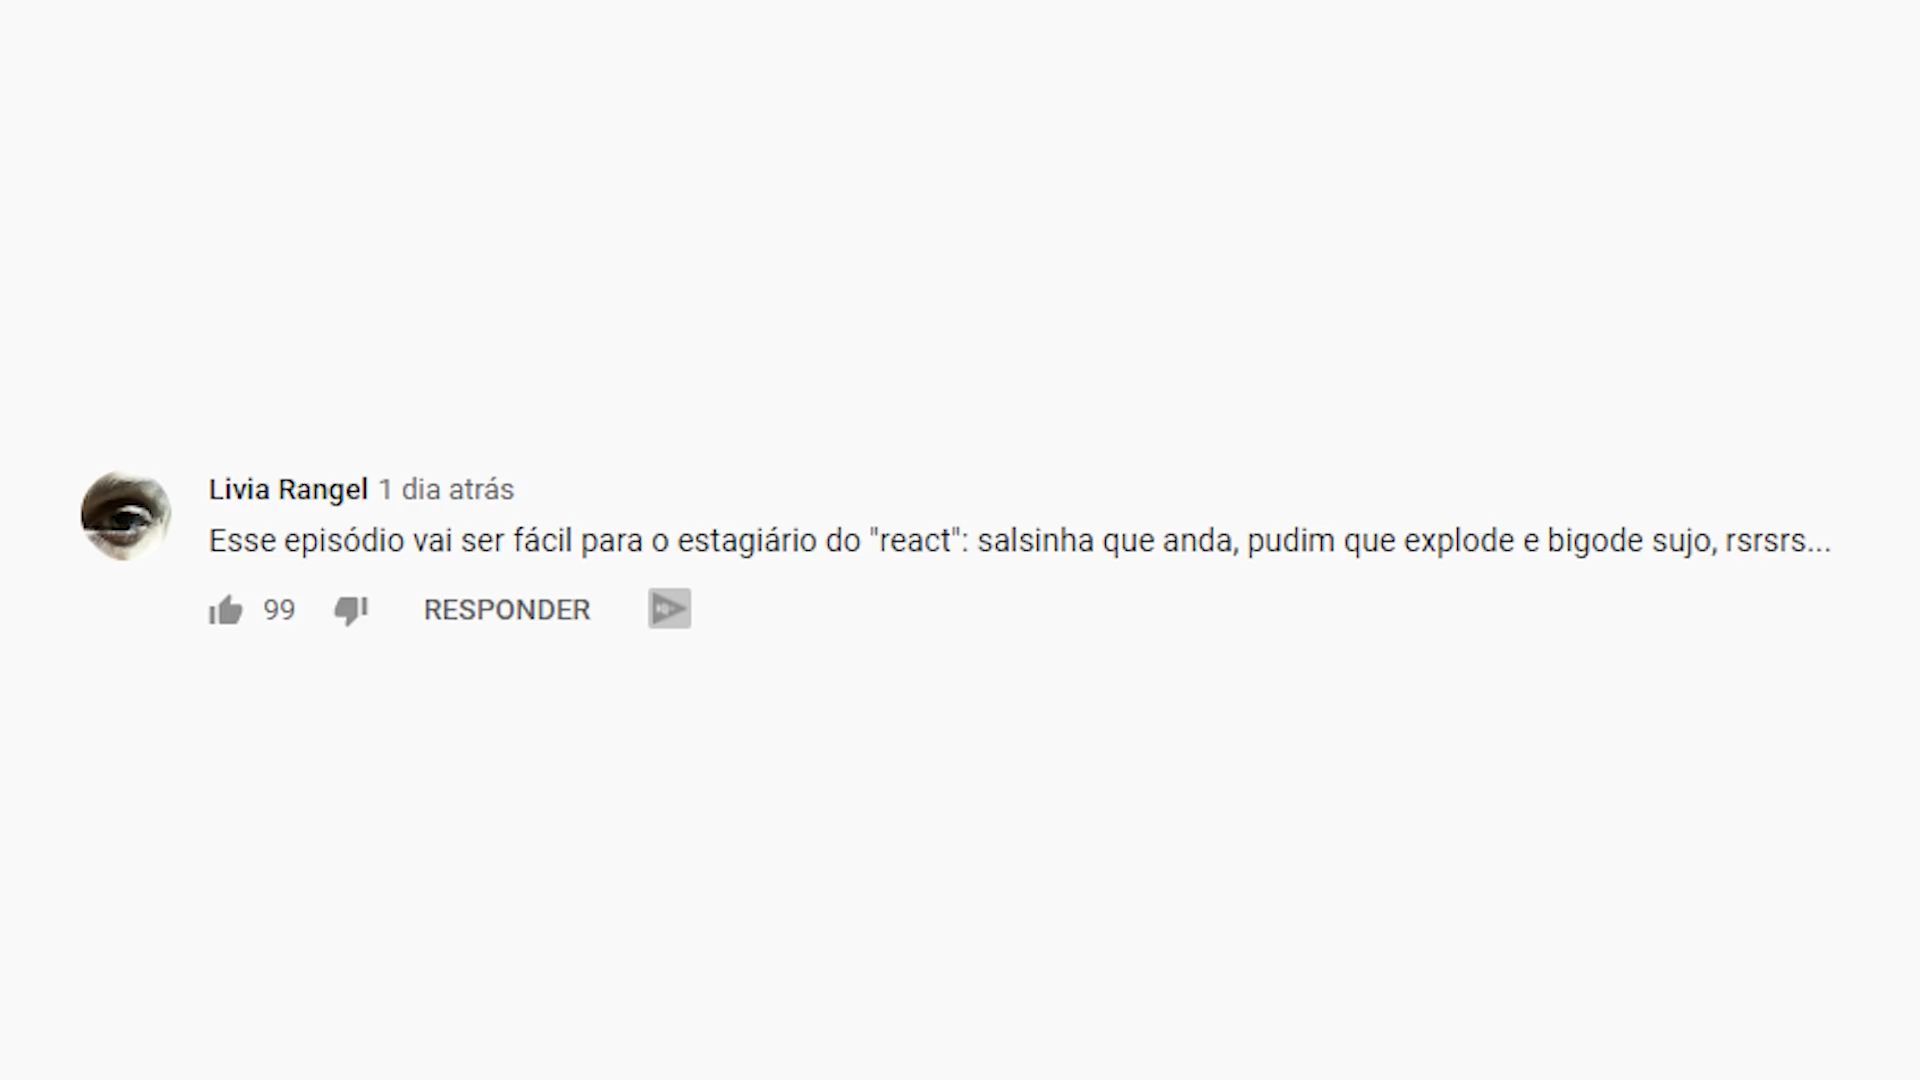 Livia Rangel 1 dia atrás
Esse episódio vai ser fácil para o estagiário do "react": salsinha que anda, pudim que explode e bigode sujo, rsrsrs...
99 RESPONDER